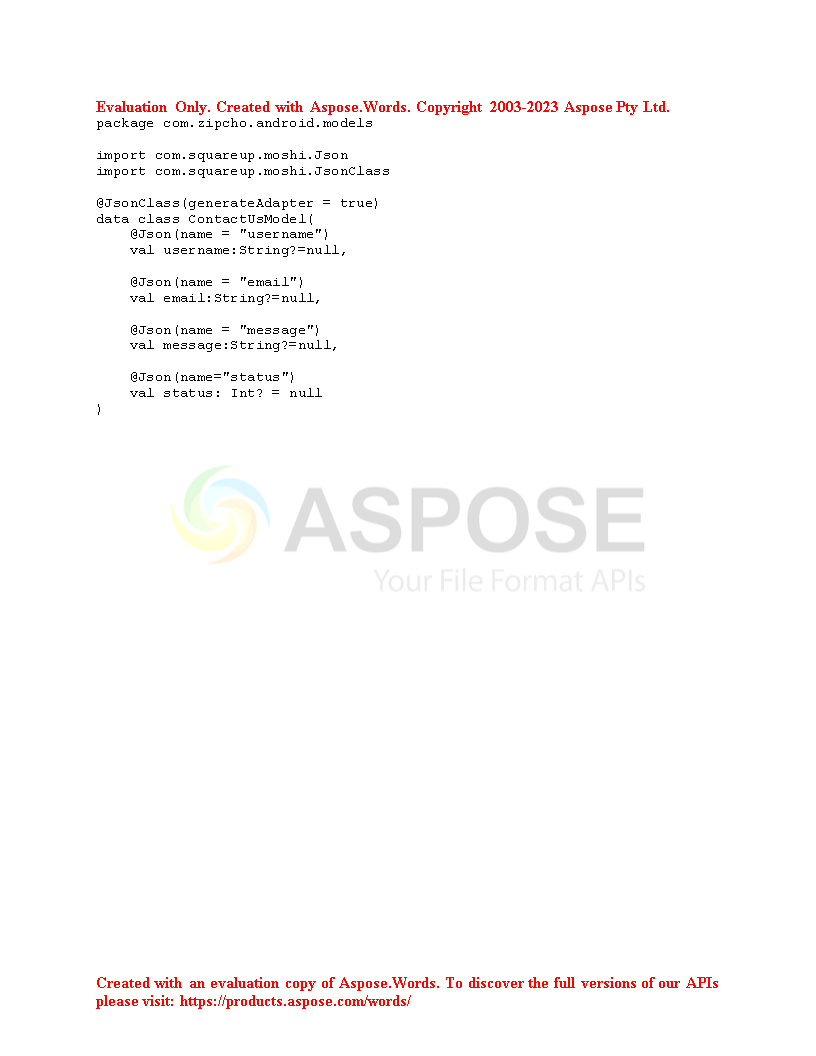 Evaluation Only. Created with Aspose.Words. Copyright 2003-2023 Aspose Pty Ltd.
package com.zipcho.android.models
import com.squareup.moshi.Json
import com.squareup.moshi.JsonClass
@JsonClass(generateAdapter = true)
data class ContactUsModel(
    @Json(name = "username")
    val username:String?=null,
    @Json(name = "email")
    val email:String?=null,
    @Json(name = "message")
    val message:String?=null,
    @Json(name="status")
    val status: Int? = null
)
ASPOSE
Your File Format APIs
Created with an evaluation copy of Aspose.Words. To discover the full versions of our APIs
please visit: https://products.aspose.com/words/